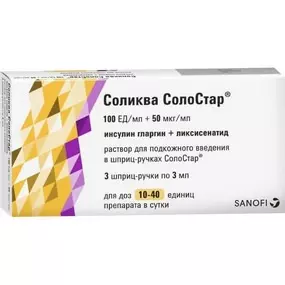 Соликва СолоСтар®
100 ЕД/мл + 50 мкг/мл
инсулин гларгин + ликсисенатид
раствор для подкожного введения
в шприц-ручках СолоСтар®
3 шприц-ручки по 3 мл
для доз 10-40 единиц
препарата в сутки
SANOFI